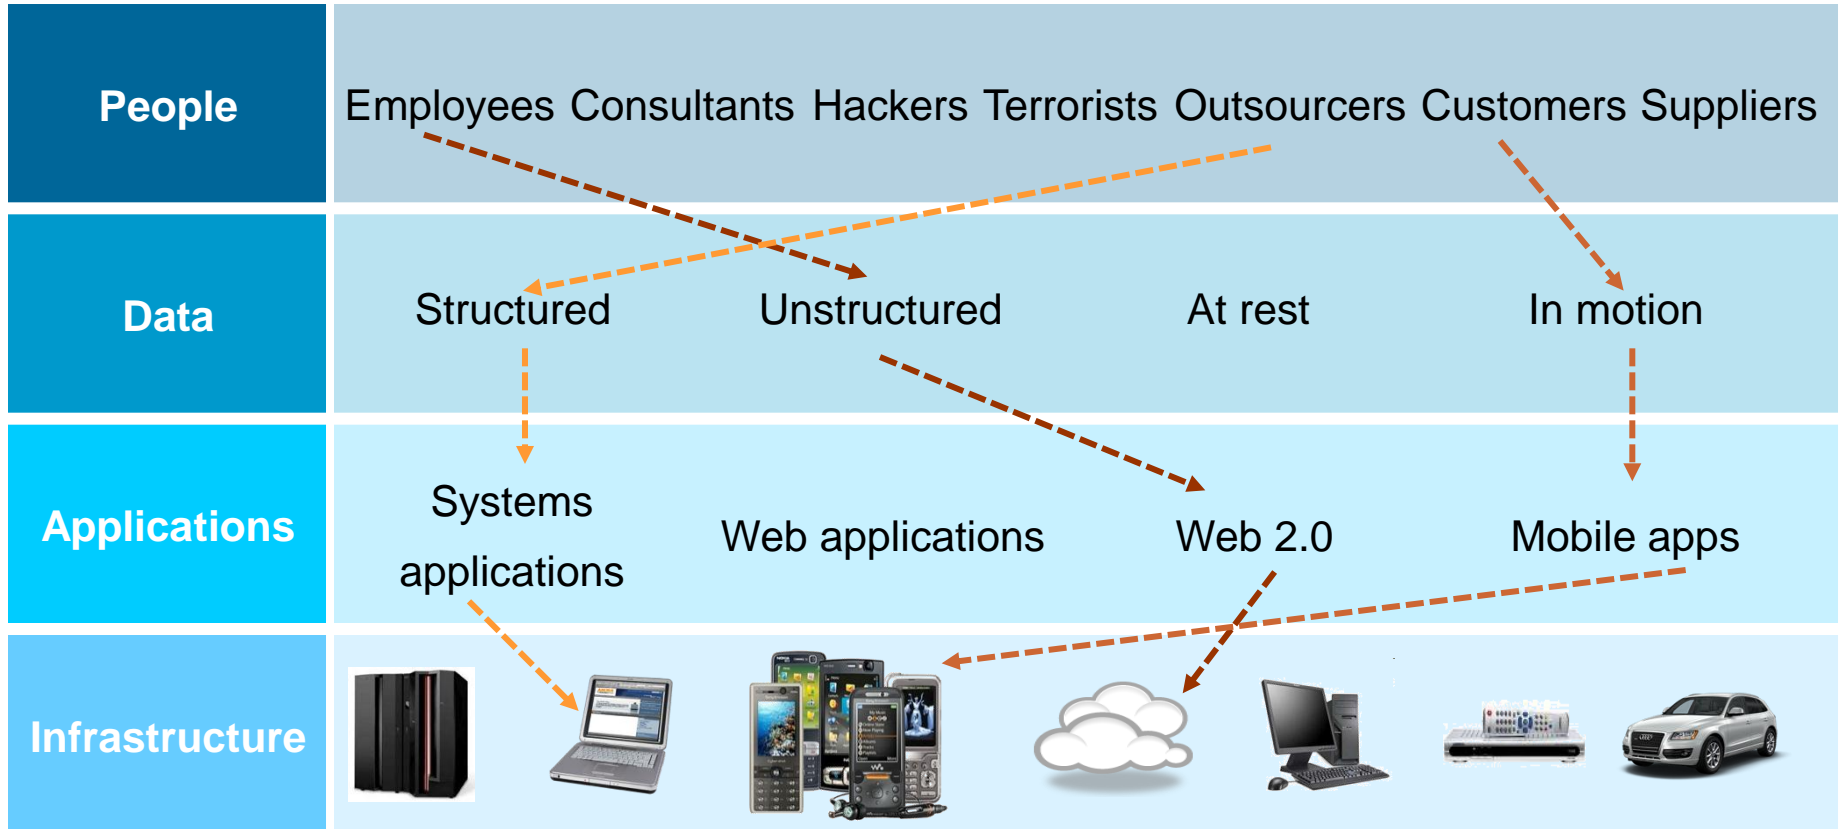 People
Employees Consultants Hackers Terrorists Outsourcers Customers Suppliers
Data
Structured Unstructured At rest In motion
Applications
Systems
applications
Web applications Web 2.0 Mobile apps
Infrastructure